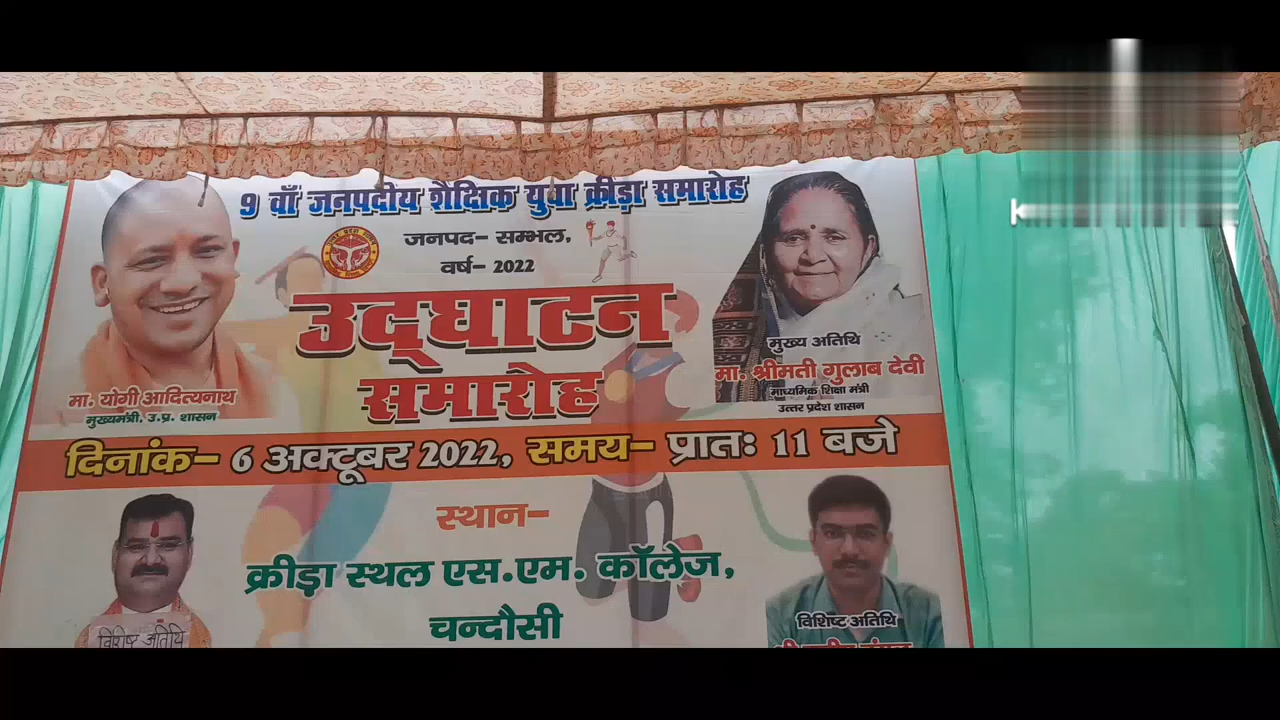 9 वाँ जनपदीय शैक्षिक युवा क्रीड़ा समारोह
जनपद- सम्भल,
वर्ष- 2022
उद्घाटन
समारोह
मा. योगी आदित्यनाथ
मुख्यमंत्री, उ.प्र. शासन
मुख्य अतिथि
मा. श्रीमती गुलाब देवी
माध्यमिक शिक्षा मंत्री
उत्तर प्रदेश शासन
दिनांक- 6 अक्टूबर 2022, समय- प्रातः 11 बजे
स्थान-
क्रीड़ा स्थल एस.एम. कॉलेज,
चन्दौसी
विशिष्ट अतिथि
विशिष्ट अतिथि